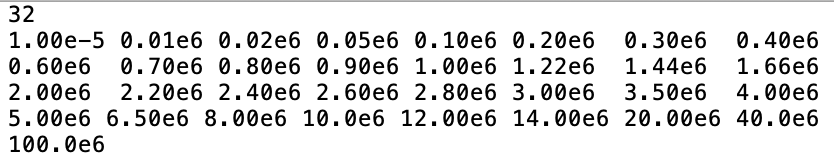 32
1.00e-5 0.01e6 0.02e6 0.05e6 0.10e6 0.20e6 0.30e6 0.40e6
0.60e6 0.70e6 0.80e6 0.90e6 1.00e6 1.22e6 1.44e6 1.66e6
2.00e6 2.20e6 2.40e6 2.60e6 2.80e6 3.00e6 3.50e6 4.00e6
5.00e6 6.50e6 8.00e6 10.0e6 12.00e6 14.00e6 20.00e6 40.0e6
100.0e6